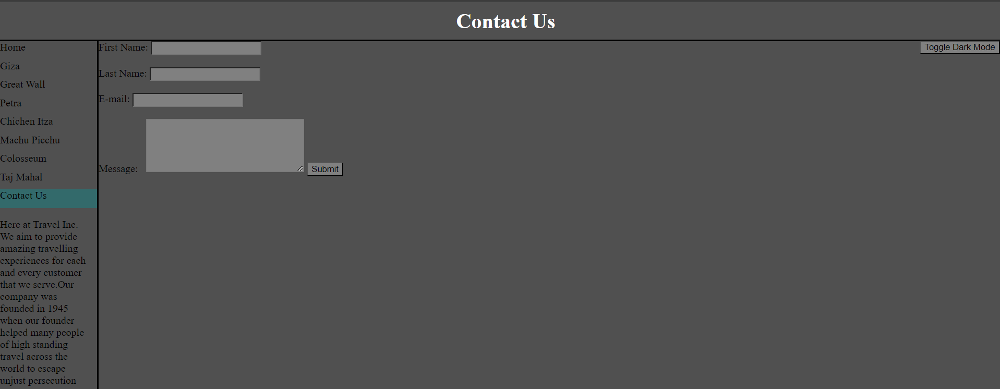 Contact Us
Home
Giza
Great Wall
Petra
Chichen Itza
Machu Picchu
Colosseum
Taj Mahal
Contact Us
Here at Travel Inc.
We aim to provide
amazing travelling
experiences for each
and every customer
that we serve.Our
company was
founded in 1945
when our founder
helped many people
of high standing
travel across the
world to escape
unjust persecution
First Name:
Last Name:
E-mail:
Message:
Submit
Toggle Dark Mode